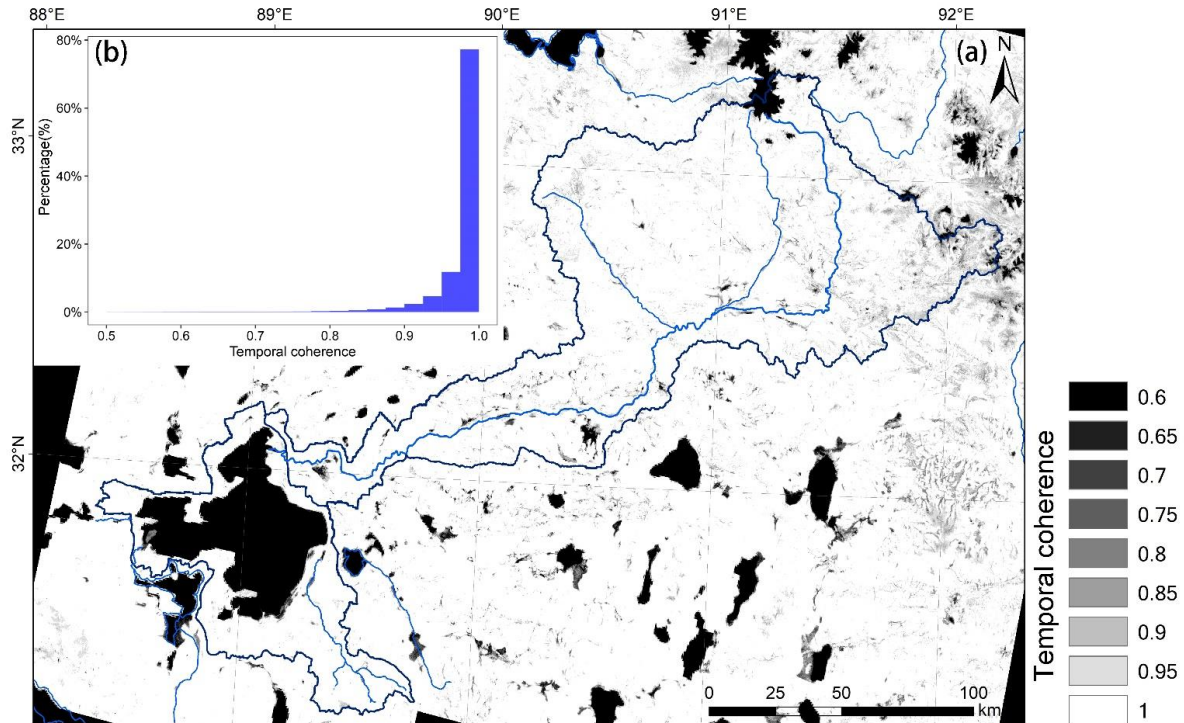 88°E 89°E 90°E 91°E 92°E
(b)
(a)
N
33°N
32°N
Percentage(%)
80%
60%
40%
20%
0%
0.5 0.6 0.7 0.8 0.9 1.0
Temporal coherence
0 25 50 100
km
Temporal coherence
0.6
0.65
0.7
0.75
0.8
0.85
0.9
0.95
1